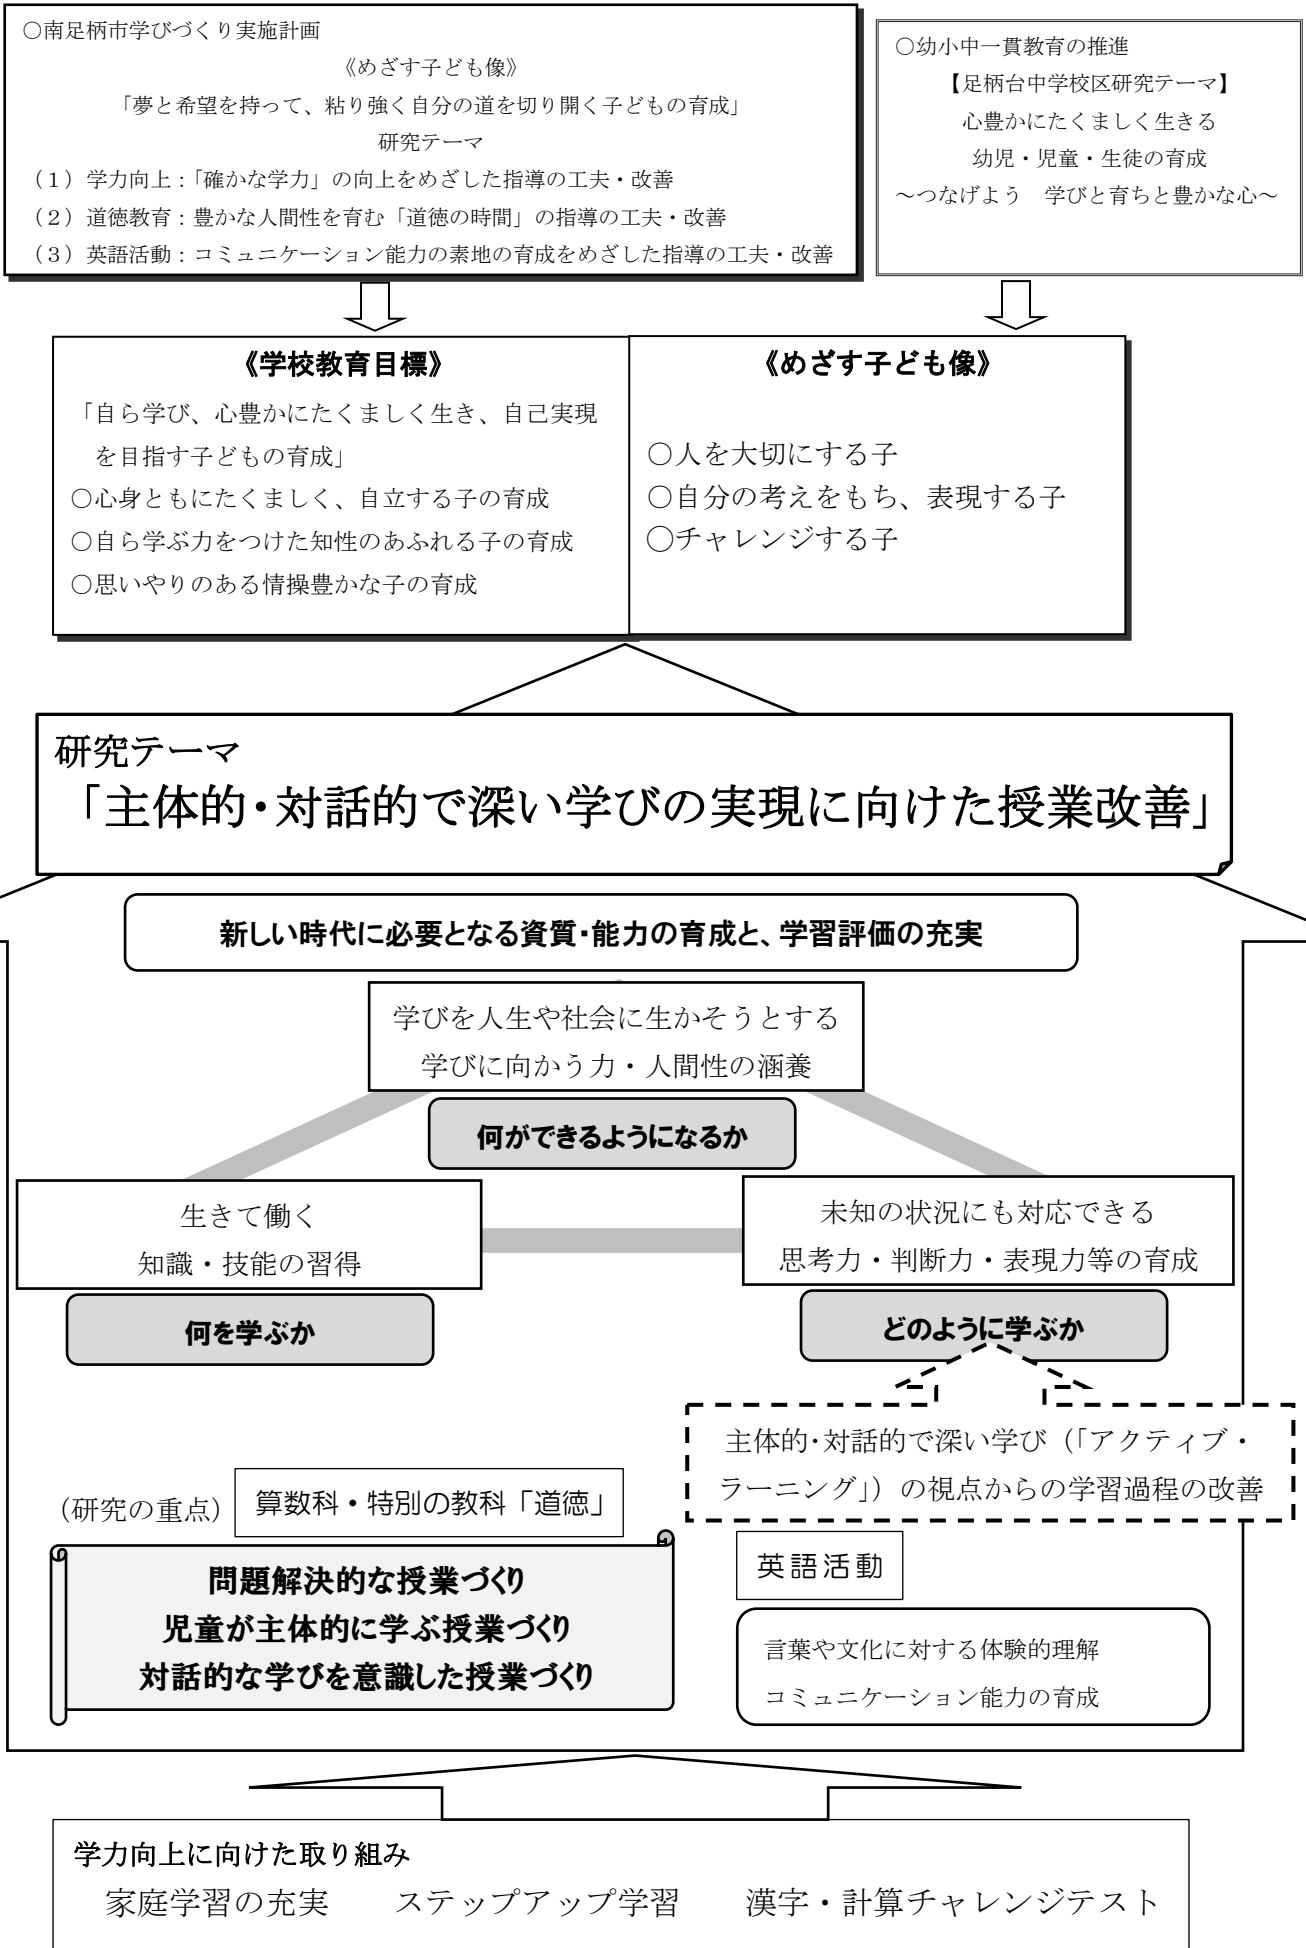 ○南足柄市学びづくり実施計画
《めざす子ども像》
「夢と希望を持って、粘り強く自分の道を切り開く子どもの育成」
研究テーマ
（１）学力向上：「確かな学力」の向上をめざした指導の工夫・改善
（２）道徳教育：豊かな人間性を育む「道徳の時間」の指導の工夫・改善
（３）英語活動：コミュニケーション能力の素地の育成をめざした指導の工夫・改善
○幼小中一貫教育の推進
【足柄台中学校区研究テーマ】
心豊かにたくましく生きる
幼児・児童・生徒の育成
～つなげよう　学びと育ちと豊かな心～
《学校教育目標》
「自ら学び、心豊かにたくましく生き、自己実現
を目指す子どもの育成」
○心身ともにたくましく、自立する子の育成
○自ら学ぶ力をつけた知性のあふれる子の育成
○思いやりのある情操豊かな子の育成
《めざす子ども像》
○人を大切にする子
○自分の考えをもち、表現する子
○チャレンジする子
研究テーマ
「主体的・対話的で深い学びの実現に向けた授業改善」
新しい時代に必要となる資質・能力の育成と、学習評価の充実
学びを人生や社会に生かそうとする
学びに向かう力・人間性の涵養
何ができるようになるか
生きて働く
知識・技能の習得
何を学ぶか
未知の状況にも対応できる
思考力・判断力・表現力等の育成
どのように学ぶか
主体的・対話的で深い学び（「アクティブ・
ラーニング」）の視点からの学習過程の改善
（研究の重点）
算数科・特別の教科「道徳」
問題解決的な授業づくり
児童が主体的に学ぶ授業づくり
対話的な学びを意識した授業づくり
英語活動
言葉や文化に対する体験的理解
コミュニケーション能力の育成
学力向上に向けた取り組み
家庭学習の充実　　ステップアップ学習　　漢字・計算チャレンジテスト